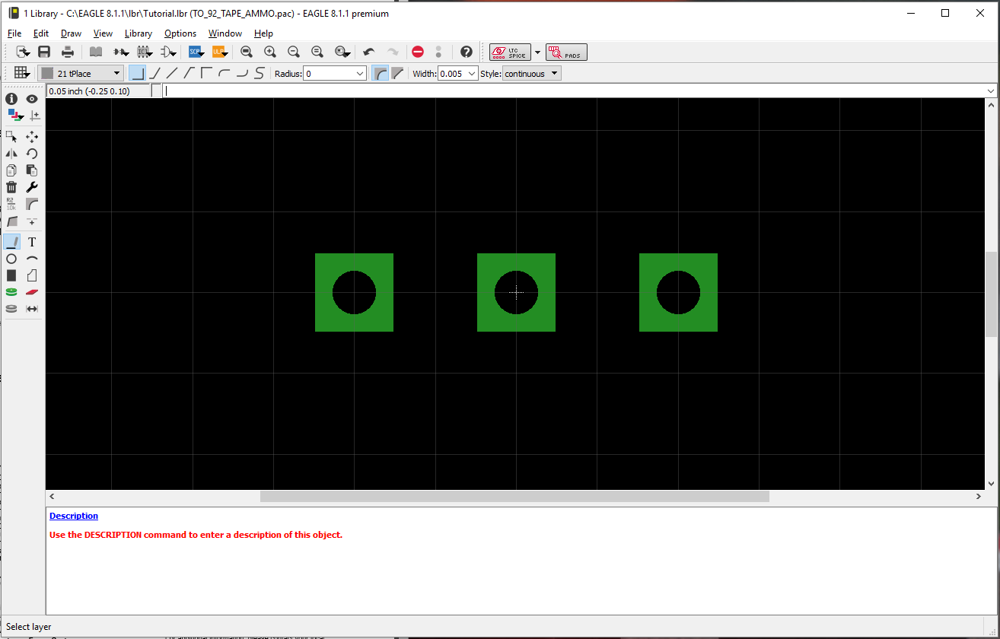 1 Library - C:\EAGLE 8.1.1\lbr\Tutorial.lbr (TO_92_TAPE_AMMO.pac) - EAGLE 8.1.1 premium
File Edit Draw View Library Options Window Help
SCR ULP LTC SPICE PADS
21 tPlace Radius: 0 Width: 0.005 Style: continuous
0.05 inch (-0.25 0.10)
R2
10k
T
Description
Use the DESCRIPTION command to enter a description of this object.
Select layer